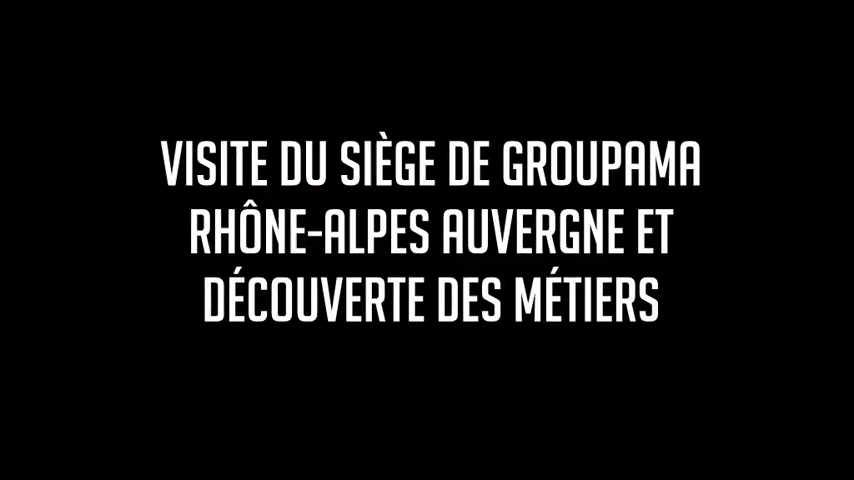 VISITE DU SIÈGE DE GROUPAMA
RHÔNE-ALPES AUVERGNE ET
DÉCOUVERTE DES MÉTIERS